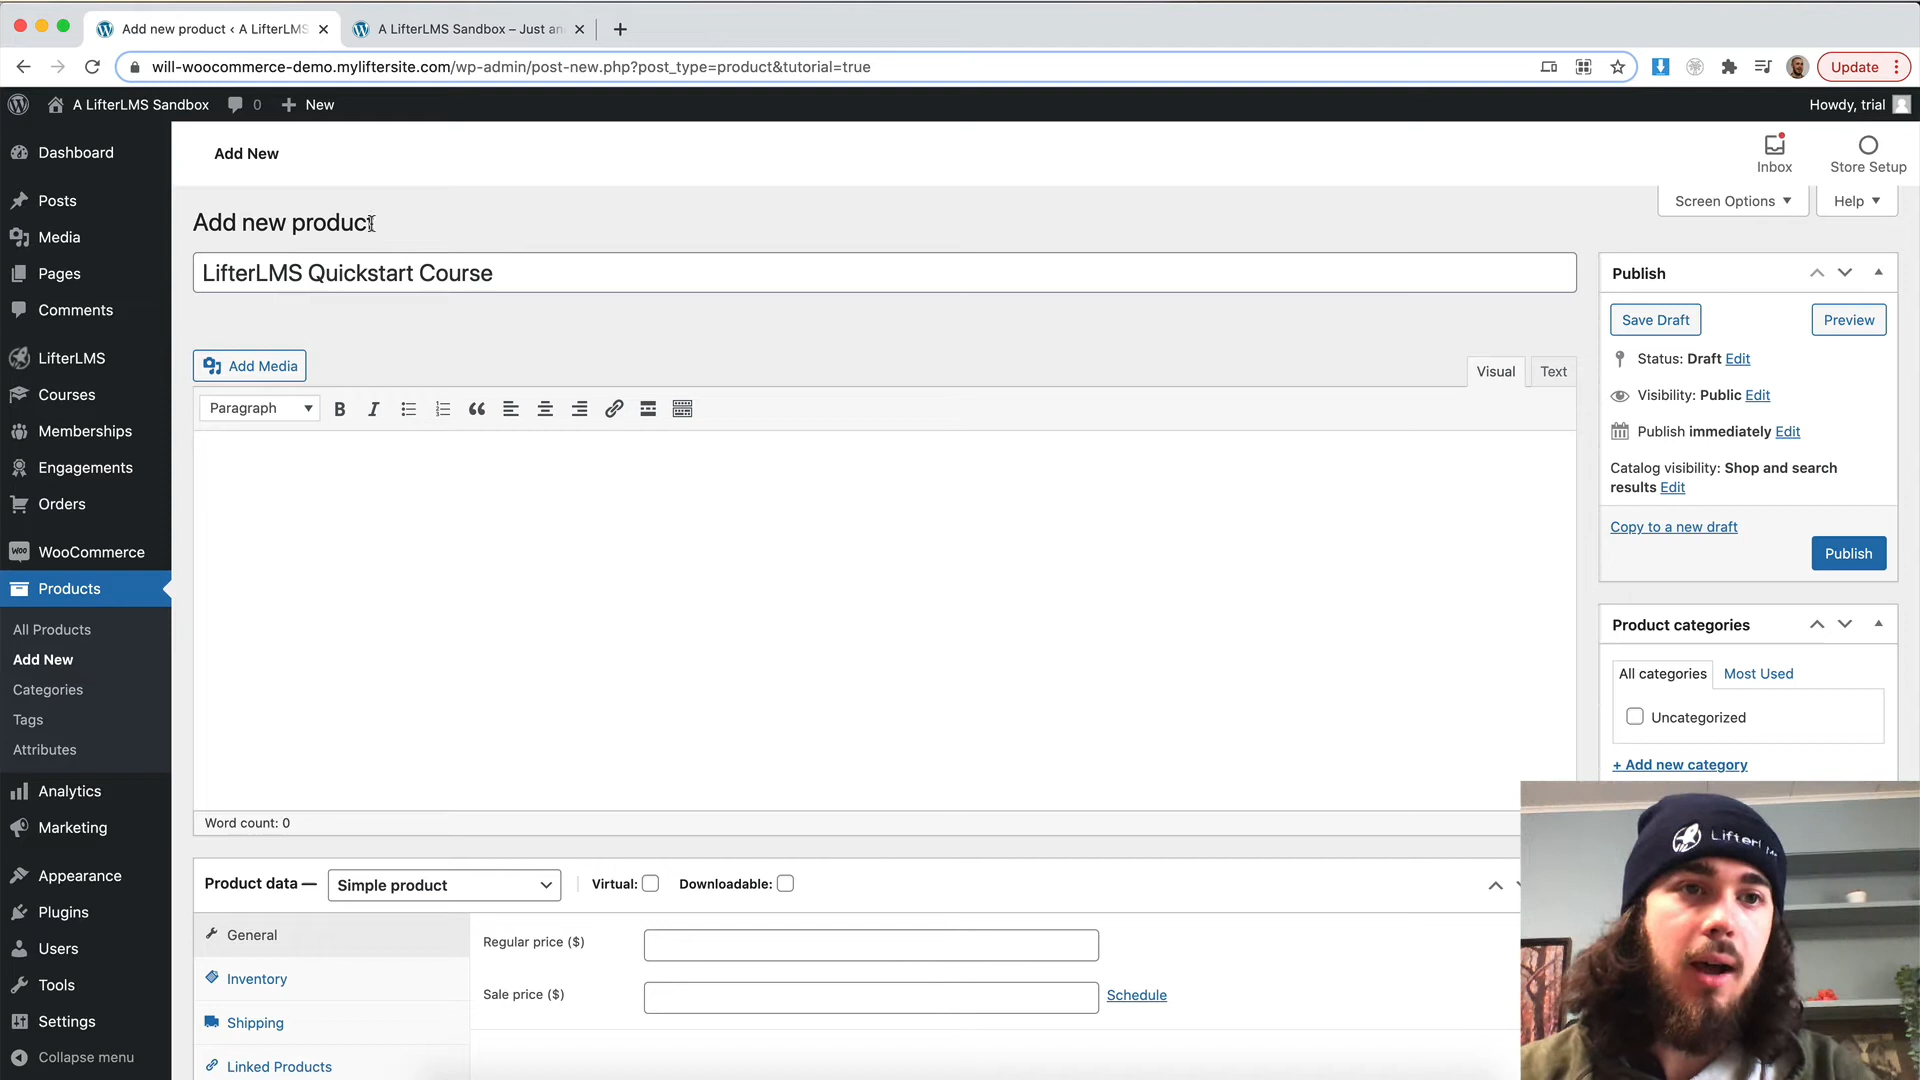 Add new product ‹ A LifterLMS
A LifterLMS Sandbox – Just an
will-woocommerce-demo.myliftersite.com/wp-admin/post-new.php?post_type=product&tutorial=true
Update
A LifterLMS Sandbox
0
New
Howdy, trial
Add New
Inbox
Store Setup
Screen Options
Help
Add new product
LifterLMS Quickstart Course
Add Media
Visual
Text
Paragraph
Word count: 0
Product data —
Simple product
Virtual:
Downloadable:
General
Inventory
Shipping
Linked Products
Regular price ($)
Sale price ($)
Schedule
Publish
Save Draft
Preview
Status: Draft Edit
Visibility: Public Edit
Publish immediately Edit
Catalog visibility: Shop and search
results Edit
Copy to a new draft
Publish
Product categories
All categories
Most Used
Uncategorized
+ Add new category
Dashboard
Posts
Media
Pages
Comments
LifterLMS
Courses
Memberships
Engagements
Orders
Woo
WooCommerce
Products
All Products
Add New
Categories
Tags
Attributes
Analytics
Marketing
Appearance
Plugins
Users
Tools
Settings
Collapse menu